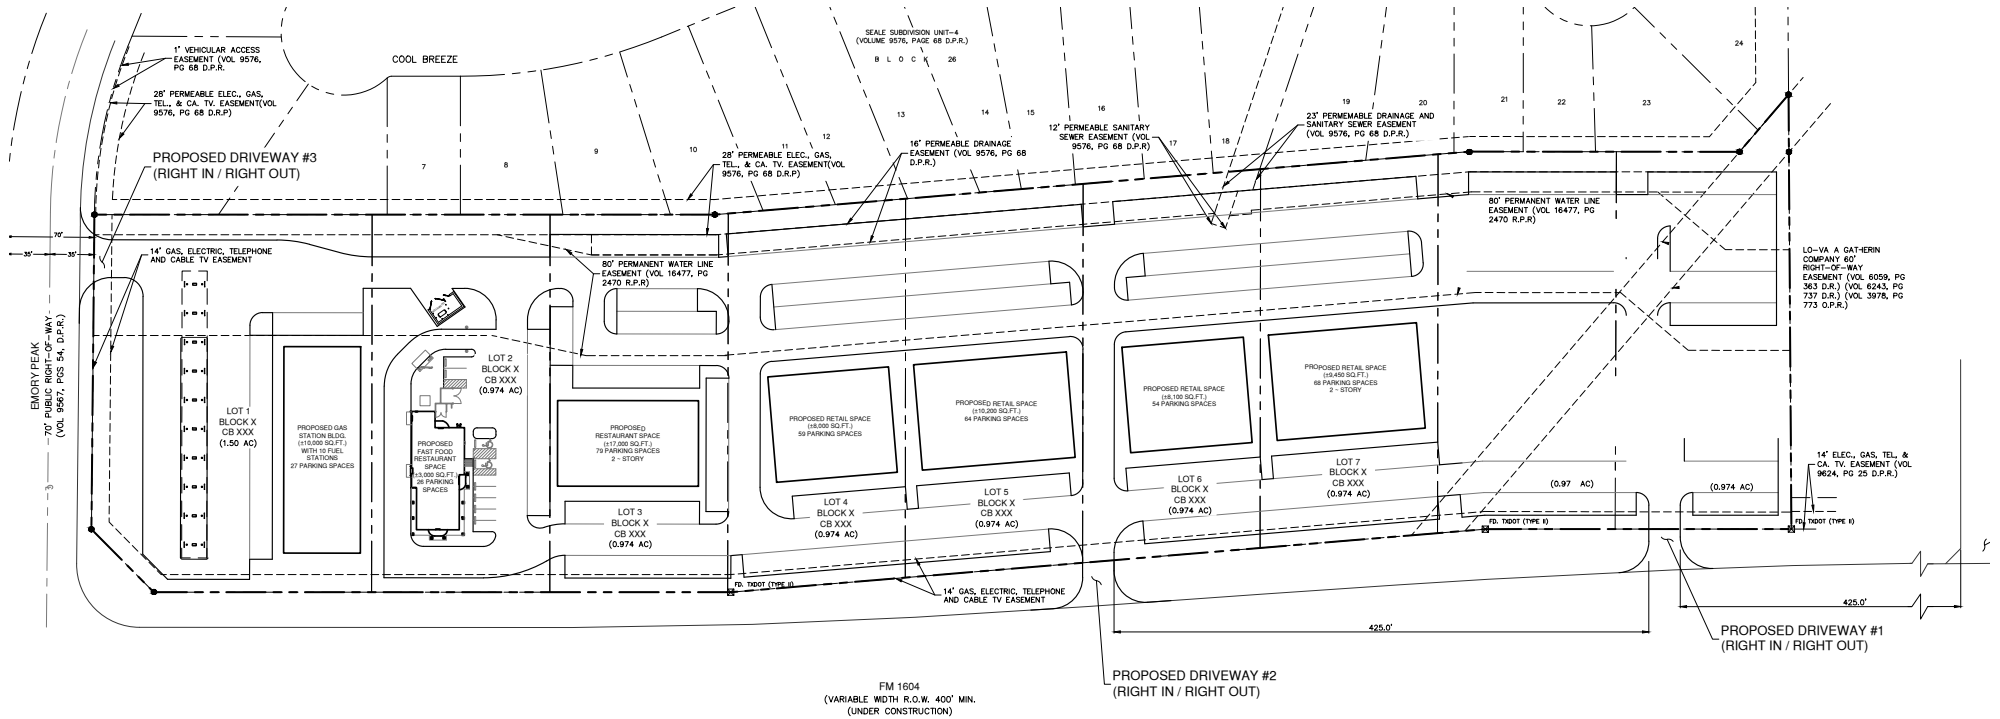 1' VEHICULAR ACCESS
EASEMENT (VOL 9576,
PG 68 D.P.R.
28' PERMEABLE ELEC., GAS,
TEL., & CA. TV. EASEMENT(VOL
9576, PG 68 D.R.P)
PROPOSED DRIVEWAY #3
(RIGHT IN / RIGHT OUT)
COOL BREEZE
SEALE SUBDIVISION UNIT-4
(VOLUME 9576, PAGE 68 D.P.R.)
BLOCK 26
7
8
9
10
11
12
13
14
15
16
17
18
19
20
21
22
23
24
28' PERMEABLE ELEC., GAS,
TEL., & CA. TV. EASEMENT(VOL
9576, PG 68 D.R.P)
16' PERMEABLE DRAINAGE
EASEMENT (VOL 9576, PG 68
D.P.R.)
12' PERMEABLE SANITARY
SEWER EASEMENT (VOL
9576, PG 68 D.P.R)
23' PERMEMABLE DRAINAGE AND
SANITARY SEWER EASEMENT
(VOL 9576, PG 68 D.P.R.)
80' PERMANENT WATER LINE
EASEMENT (VOL 16477, PG
2470 R.P.R)
LO-VA A GATHERIN
COMPANY 60'
RIGHT-OF-WAY
EASEMENT (VOL 6059, PG
363 D.R.) (VOL 6243, PG
737 D.R.) (VOL 3978, PG
773 O.P.R.)
70'
35'
35'
14' GAS, ELECTRIC, TELEPHONE
AND CABLE TV EASEMENT
80' PERMANENT WATER LINE
EASEMENT (VOL 16477, PG
2470 R.P.R)
EMORY PEAK
70' PUBLIC RIGHT-OF-WAY
(VOL 9567, PGS 54, D.P.R.)
LOT 1
BLOCK X
CB XXX
(1.50 AC)
PROPOSED GAS
STATION BLDG.
(±10,000 SQ.FT.)
WITH 10 FUEL
STATIONS
27 PARKING SPACES
LOT 2
BLOCK X
CB XXX
(0.974 AC)
PROPOSED
FAST FOOD
RESTAURANT
SPACE
(±3,000 SQ.FT.)
26 PARKING
SPACES
PROPOSED
RESTAURANT SPACE
(±17,000 SQ.FT.)
79 PARKING SPACES
2 - STORY
LOT 3
BLOCK X
CB XXX
(0.974 AC)
PROPOSED RETAIL SPACE
(±8,000 SQ.FT.)
59 PARKING SPACES
LOT 4
BLOCK X
CB XXX
(0.974 AC)
PROPOSED RETAIL SPACE
(±10,200 SQ.FT.)
64 PARKING SPACES
LOT 5
BLOCK X
CB XXX
(0.974 AC)
PROPOSED RETAIL SPACE
(±8,100 SQ.FT.)
54 PARKING SPACES
LOT 6
BLOCK X
CB XXX
(0.974 AC)
PROPOSED RETAIL SPACE
(±9,450 SQ.FT.)
68 PARKING SPACES
2 - STORY
LOT 7
BLOCK X
CB XXX
(0.974 AC)
(0.97 AC)
(0.974 AC)
14' ELEC., GAS, TEL, &
CA. TV. EASEMENT (VOL
9624, PG 25 D.P.R.)
FD. TXDOT (TYPE II)
FD. TXDOT (TYPE II)
FD. TXDOT (TYPE II)
14' GAS, ELECTRIC, TELEPHONE
AND CABLE TV EASEMENT
425.0'
425.0'
PROPOSED DRIVEWAY #1
(RIGHT IN / RIGHT OUT)
PROPOSED DRIVEWAY #2
(RIGHT IN / RIGHT OUT)
FM 1604
(VARIABLE WIDTH R.O.W. 400' MIN.
(UNDER CONSTRUCTION)